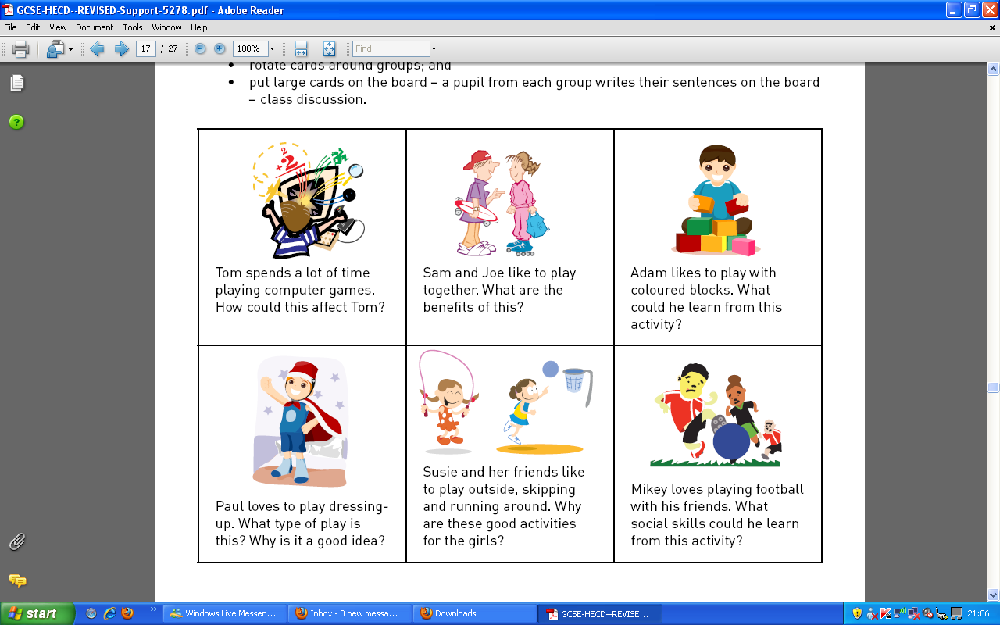 GCSE-HECD--REVISED-Support-5278.pdf - Adobe Reader
File Edit View Document Tools Window Help
17 / 27 100% Find
rotate cards around groups; and
• put large cards on the board – a pupil from each group writes their sentences on the board
– class discussion.
2
+2
Tom spends a lot of time
playing computer games.
How could this affect Tom?
Sam and Joe like to play
together. What are the
benefits of this?
Adam likes to play with
coloured blocks. What
could he learn from this
activity?
Paul loves to play dressing-
up. What type of play is
this? Why is it a good idea?
Susie and her friends like
to play outside, skipping
and running around. Why
are these good activities
for the girls?
Mikey loves playing football
with his friends. What
social skills could he learn
from this activity?
start Windows Live Messen... Inbox - 0 new messa... Downloads GCSE-HECD--REVISE... 21:06